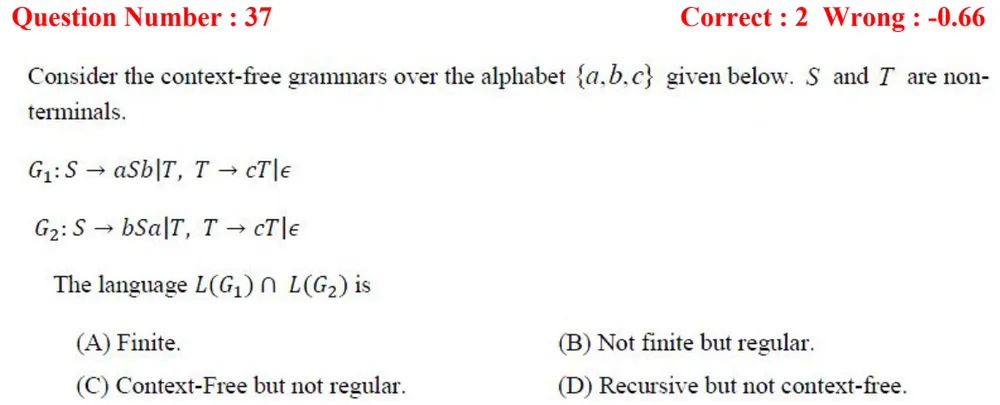 Question Number : 37 Correct : 2 Wrong : -0.66
Consider the context-free grammars over the alphabet {a,b,c} given below. S and T are non-
terminals.
G₁: S → aSb|T, T → cT|ϵ
G₂: S → bSa|T, T → cT|ϵ
The language L(G₁) ∩ L(G₂) is
(A) Finite. (B) Not finite but regular.
(C) Context-Free but not regular. (D) Recursive but not context-free.